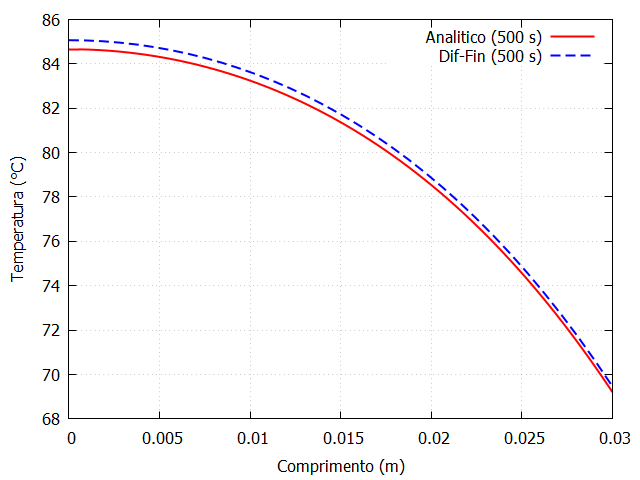 86
84
82
80
78
76
74
72
70
68
Temperatura (°C)
Analitico (500 s)
Dif-Fin (500 s)
0 0.005 0.01 0.015 0.02 0.025 0.03
Comprimento (m)